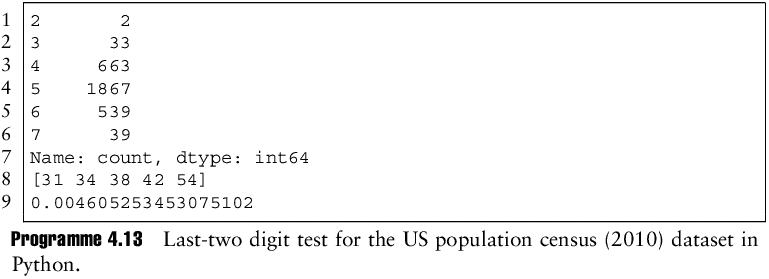 1 2 2
2 3 33
3 4 663
4 5 1867
5 6 539
6 7 39
7 Name: count, dtype: int64
8 [31 34 38 42 54]
9 0.004605253453075102
Programme 4.13 Last-two digit test for the US population census (2010) dataset in
Python.